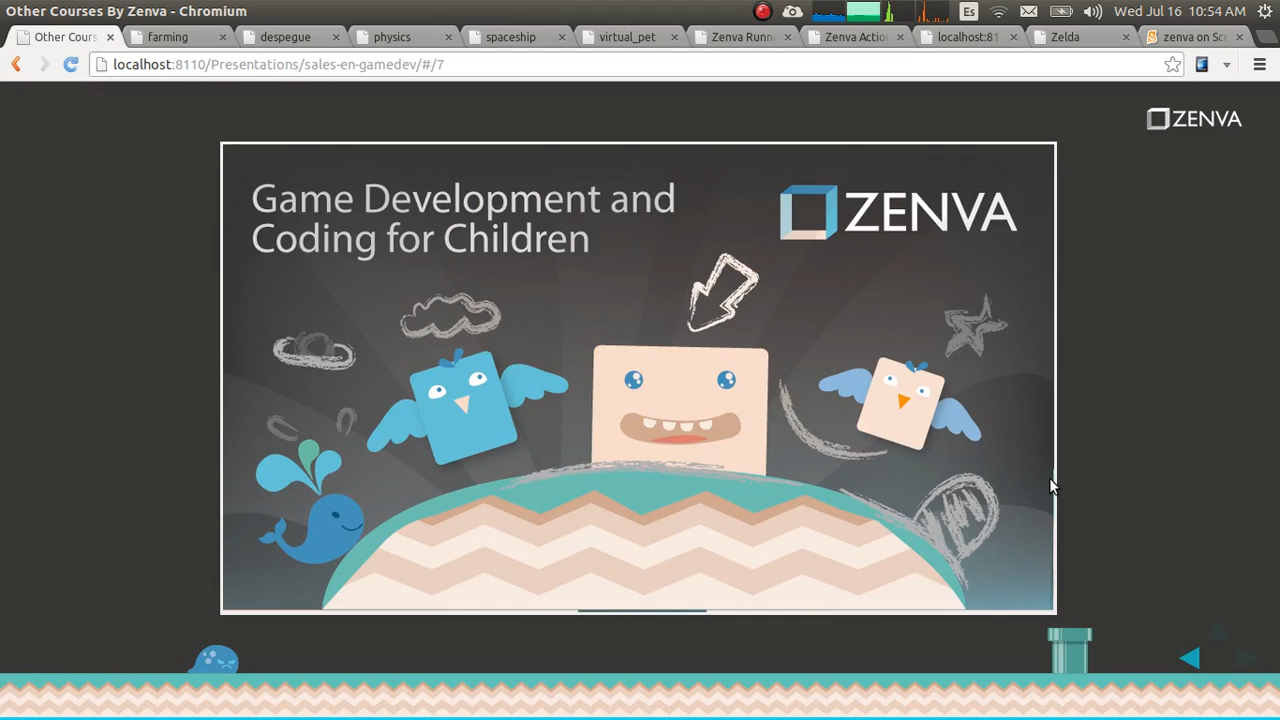 Other Courses By Zenva - Chromium
Es
Wed Jul 16 10:54 AM
Other Cours
farming
despegue
physics
spaceship
virtual_pet
Zenva Runn
Zenva Actio
localhost:81
Zelda
zenva on Sc
localhost:8110/Presentations/sales-en-gamedev/#/7
ZENVA
Game Development and
Coding for Children
ZENVA